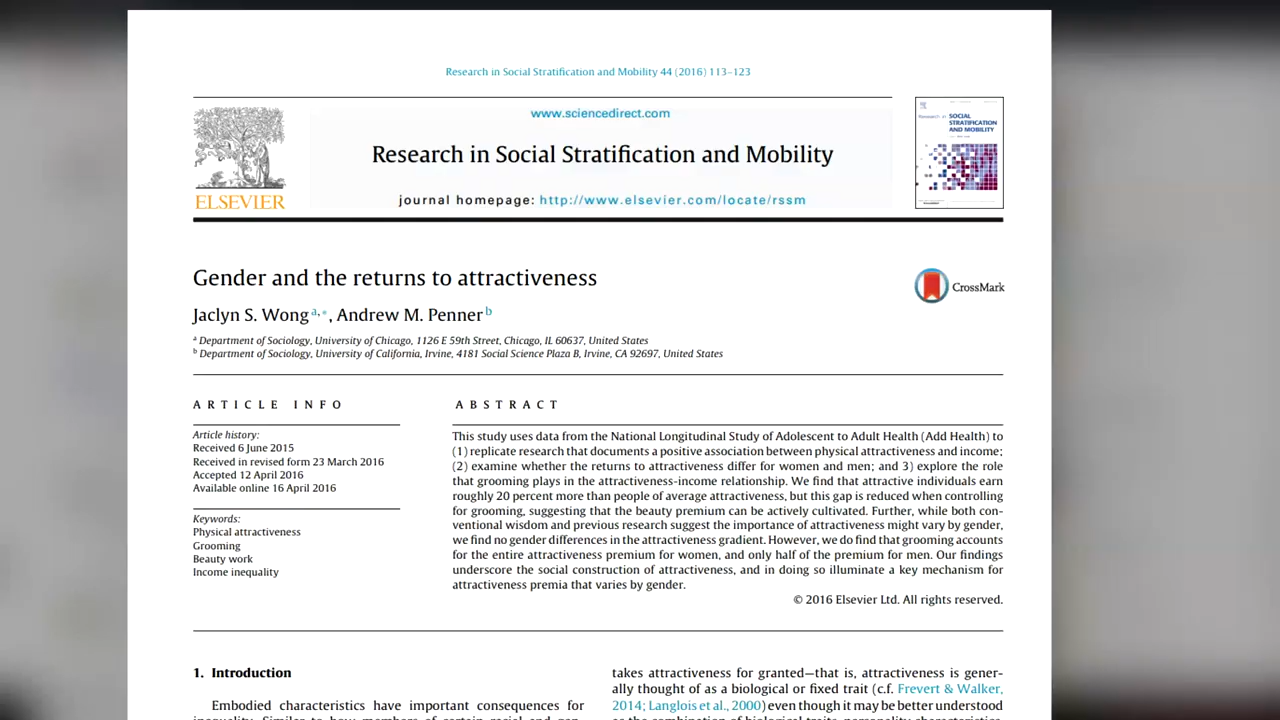 Research in Social Stratification and Mobility 44 (2016) 113–123
www.sciencedirect.com
Research in Social Stratification and Mobility
journal homepage: http://www.elsevier.com/locate/rssm
ELSEVIER
Research in
SOCIAL
STRATIFICATION
AND MOBILITY
Gender and the returns to attractiveness
CrossMark
Jaclyn S. Wong a,*, Andrew M. Penner b
a Department of Sociology, University of Chicago, 1126 E 59th Street, Chicago, IL 60637, United States
b Department of Sociology, University of California, Irvine, 4181 Social Science Plaza B, Irvine, CA 92697, United States
ARTICLE INFO
Article history:
Received 6 June 2015
Received in revised form 23 March 2016
Accepted 12 April 2016
Available online 16 April 2016
Keywords:
Physical attractiveness
Grooming
Beauty work
Income inequality
ABSTRACT
This study uses data from the National Longitudinal Study of Adolescent to Adult Health (Add Health) to
(1) replicate research that documents a positive association between physical attractiveness and income;
(2) examine whether the returns to attractiveness differ for women and men; and 3) explore the role
that grooming plays in the attractiveness-income relationship. We find that attractive individuals earn
roughly 20 percent more than people of average attractiveness, but this gap is reduced when controlling
for grooming, suggesting that the beauty premium can be actively cultivated. Further, while both con-
ventional wisdom and previous research suggest the importance of attractiveness might vary by gender,
we find no gender differences in the attractiveness gradient. However, we do find that grooming accounts
for the entire attractiveness premium for women, and only half of the premium for men. Our findings
underscore the social construction of attractiveness, and in doing so illuminate a key mechanism for
attractiveness premia that varies by gender.
© 2016 Elsevier Ltd. All rights reserved.
1. Introduction
Embodied characteristics have important consequences for
takes attractiveness for granted—that is, attractiveness is gener-
ally thought of as a biological or fixed trait (c.f. Frevert & Walker,
2014; Langlois et al., 2000) even though it may be better understood